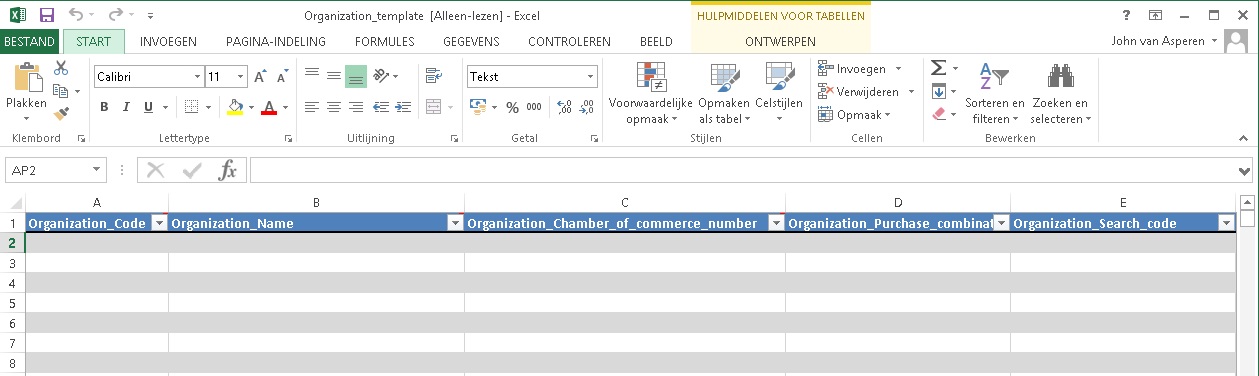 Organization_template [Alleen-lezen] - Excel
HULPMIDDELEN VOOR TABELLEN
BESTAND START INVOEGEN PAGINA-INDELING FORMULES GEGEVENS CONTROLEREN BEELD ONTWERPEN John van Asperen
Plakken
Klembord
Calibri 11
B I U A
Lettertype
Uitlijning
Tekst
% 000
Getal
Voorwaardelijke opmaak
Opmaken als tabel
Celstijlen
Stijlen
Invoegen
Verwijderen
Opmaak
Cellen
Sorteren en filteren
Zoeken en selecteren
Bewerken
AP2 fx
A B C D E
1 Organization_Code Organization_Name Organization_Chamber_of_commerce_number Organization_Purchase_combinat Organization_Search_code
2
3
4
5
6
7
8